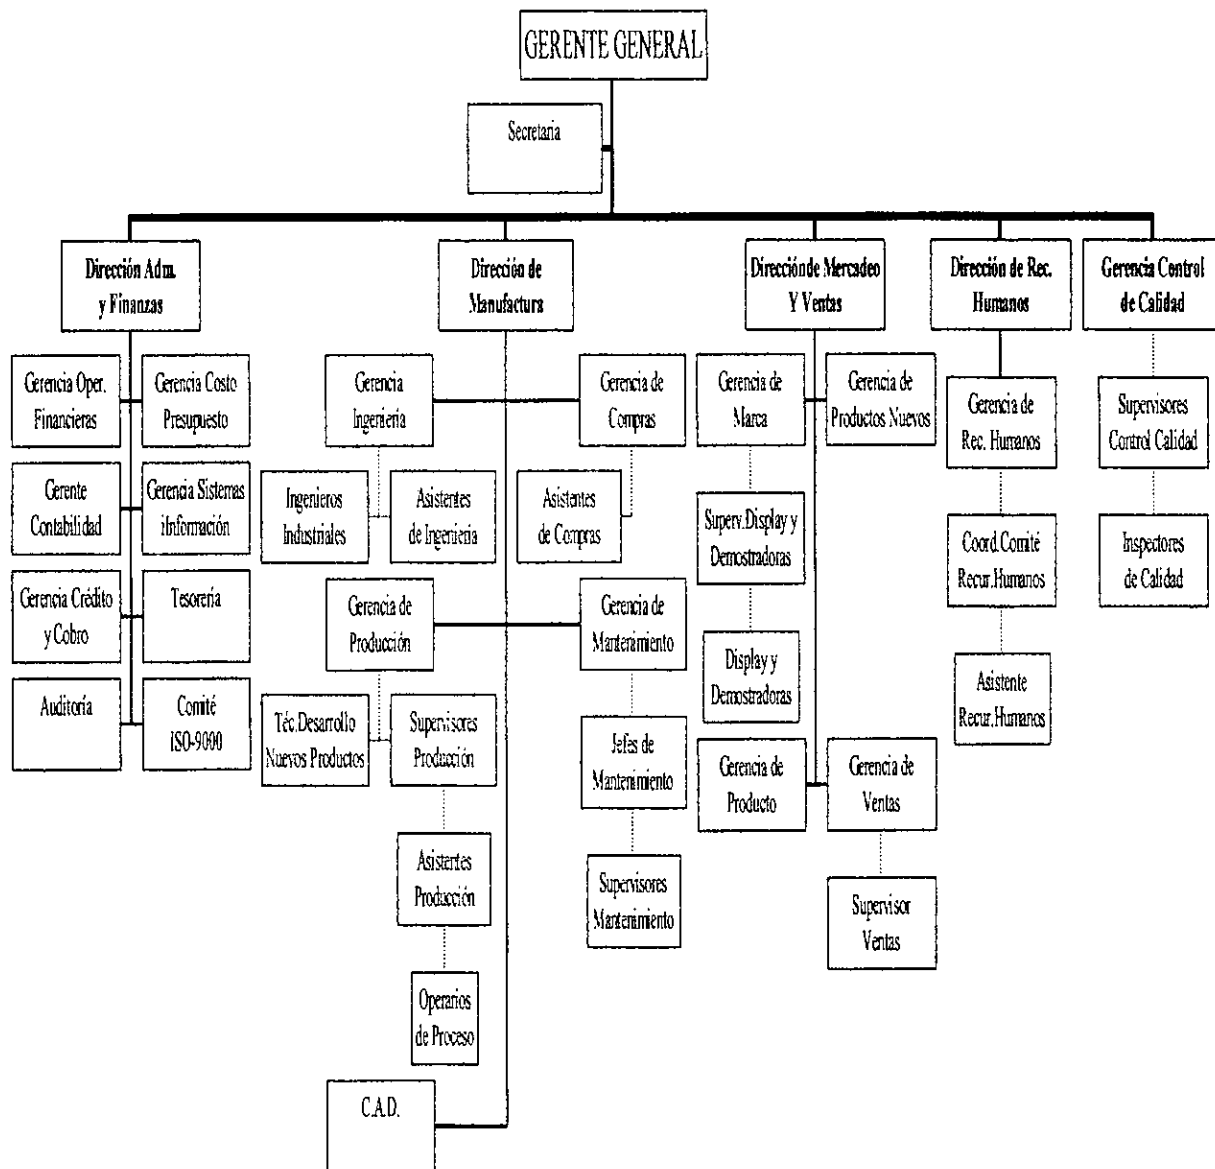 GERENTE GENERAL
Secretaria
Dirección Adm.
y Finanzas
Dirección de
Manufactura
Direcciónde Mercadeo
Y Ventas
Dirección de Rec.
Humanos
Gerencia Control
de Calidad
Gerencia Oper.
Financieras
Gerencia Costo
Presupuesto
Gerente
Contabilidad
Gerencia Sistemas
iInformación
Gerencia Crédito
y Cobro
Tesorería
Auditoría
Comité
iSO-9000
Gerencia
Ingeniería
Gerencia de
Compras
Ingenieros
Industriales
Asistentes
de Ingenieria
Asistentes
de Compras
Gerencia de
Producción
Gerencia de
Mantenimiento
Téc.Desarrollo
Nuevos Productos
Supervisores
Producción
Jefes de
Mantenimiento
Asistentes
Producción
Supervisores
Mantenimiento
Operarios
de Proceso
C.A.D.
Gerencia de
Marca
Gerencia de
Productos Nuevos
Superv.Display y
Demostradoras
Display y
Demostradoras
Gerencia de
Producto
Gerencia de
Ventas
Supervisor
Ventas
Gerencia de
Rec. Humanos
Coord.Comité
Recur.Humanos
Asistente
Recur.Humanos
Supervisores
Control Calidad
Inspectores
de Calidad